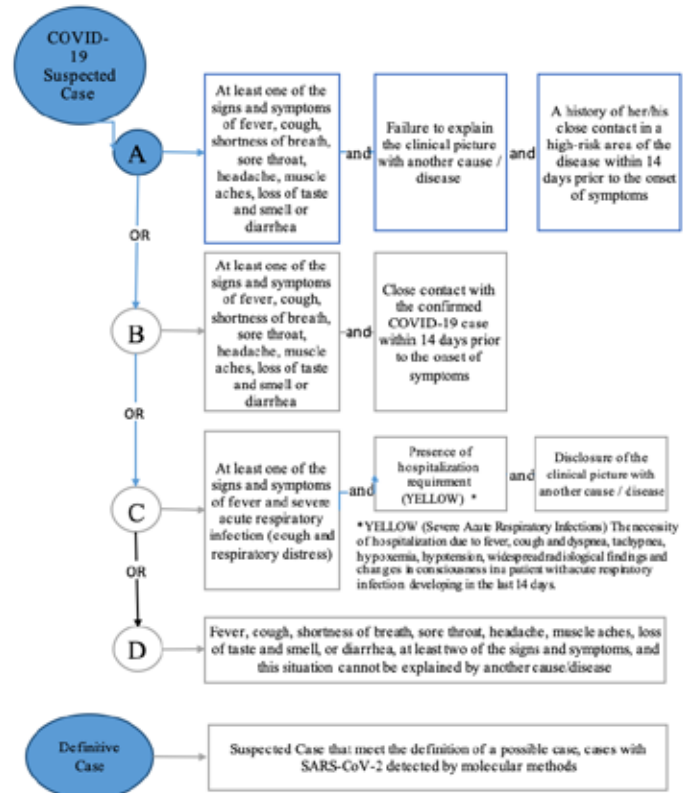 COVID-
19
Suspected
Case
A
At least one of the
signs and symptoms
of fever, cough,
shortness of breath,
sore throat,
headache, muscle
aches, loss of taste
and smell or
diarrhea
and
Failure to explain
the clinical picture
with another cause /
disease
and
A history of her/his
close contact in a
high-risk area of the
disease within 14
days prior to the onset
of symptoms
OR
B
At least one of the
signs and symptoms
of fever, cough,
shortness of breath,
sore throat,
headache, muscle
aches, loss of taste
and smell or
diarrhea
and
Close contact with
the confirmed
COVID-19 case
within 14 days prior
to the onset of
symptoms
OR
C
At least one of the
signs and symptoms
of fever and severe
acute respiratory
infection (cough and
respiratory distress)
and
Presence of
hospitalization
requirement
(YELLOW) *
and
Disclosure of the
clinical picture with
another cause / disease
*YELLOW (Severe Acute Respiratory Infections) The necessity
of hospitalization due to fever, cough and dyspnea, tachypnea,
hypoxemia, hypotension, widespread radiological findings and
changes in consciousness in a patient with acute respiratory
infection developing in the last 14 days.
OR
D
Fever, cough, shortness of breath, sore throat, headache, muscle aches, loss
of taste and smell, or diarrhea, at least two of the signs and symptoms, and
this situation cannot be explained by another cause/disease
Definitive
Case
Suspected Case that meet the definition of a possible case, cases with
SARS-CoV-2 detected by molecular methods